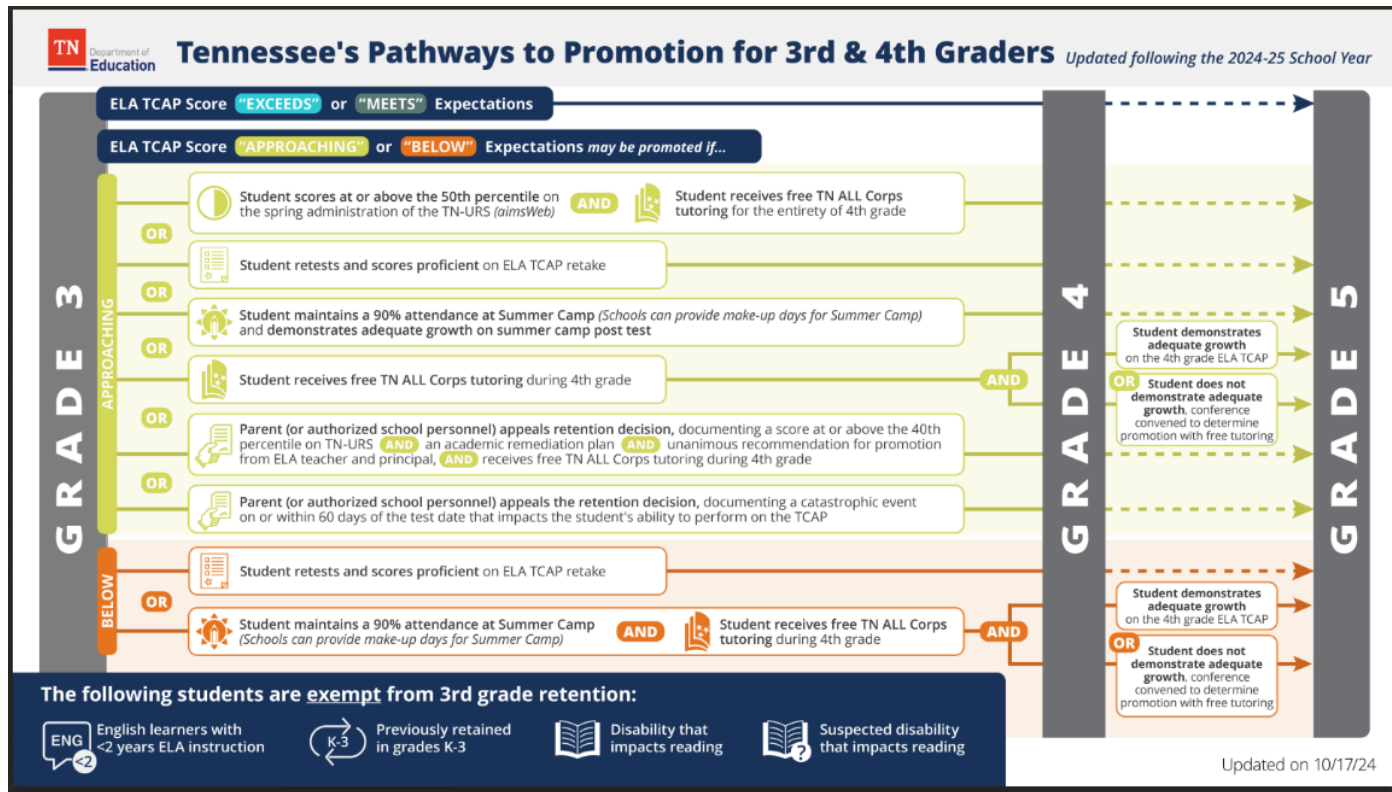 TN
Department of
Education
Tennessee's Pathways to Promotion for 3rd & 4th Graders Updated following the 2024-25 School Year
ELA TCAP Score "EXCEEDS" or "MEETS" Expectations
ELA TCAP Score "APPROACHING" or "BELOW" Expectations may be promoted if...
GRADE 3
GRADE 4
GRADE 5
APPROACHING
Student scores at or above the 50th percentile on
the spring administration of the TN-URS (aimsWeb)
AND
Student receives free TN ALL Corps
tutoring for the entirety of 4th grade
OR
Student retests and scores proficient on ELA TCAP retake
OR
Student maintains a 90% attendance at Summer Camp (Schools can provide make-up days for Summer Camp)
and demonstrates adequate growth on summer camp post test
OR
Student receives free TN ALL Corps tutoring during 4th grade
AND
Student demonstrates
adequate growth
on the 4th grade ELA TCAP
OR
Student does not
demonstrate adequate
growth, conference
convened to determine
promotion with free tutoring
OR
Parent (or authorized school personnel) appeals retention decision, documenting a score at or above the 40th
percentile on TN-URS AND an academic remediation plan AND unanimous recommendation for promotion
from ELA teacher and principal, AND receives free TN ALL Corps tutoring during 4th grade
OR
Parent (or authorized school personnel) appeals the retention decision, documenting a catastrophic event
on or within 60 days of the test date that impacts the student's ability to perform on the TCAP
BELOW
Student retests and scores proficient on ELA TCAP retake
OR
Student maintains a 90% attendance at Summer Camp
(Schools can provide make-up days for Summer Camp)
AND
Student receives free TN ALL Corps
tutoring during 4th grade
AND
Student demonstrates
adequate growth
on the 4th grade ELA TCAP
OR
Student does not
demonstrate adequate
growth, conference
convened to determine
promotion with free tutoring
The following students are exempt from 3rd grade retention:
ENG
<2
English learners with
<2 years ELA instruction
K-3
Previously retained
in grades K-3
Disability that
impacts reading
?
Suspected disability
that impacts reading
Updated on 10/17/24